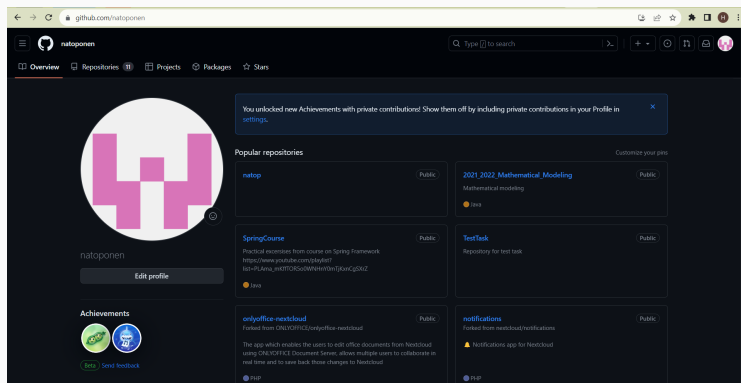 github.com/natoponen
H
natoponen
Type / to search
Overview
Repositories 11
Projects
Packages
Stars
You unlocked new Achievements with private contributions! Show them off by including private contributions in your Profile in
settings.
Popular repositories
Customize your pins
natop
Public
2021_2022_Mathematical_Modeling
Public
Mathematical modeling
Java
SpringCourse
Public
Practical excersises from course on Spring Framework
https://www.youtube.com/playlist?
Java
TestTask
Public
Repository for test task
natoponen
Edit profile
Achievements
Beta Send feedback
onlyoffice-nextcloud
Public
Forked from ONLYOFFICE/onlyoffice-nextcloud
The app which enables the users to edit office documents from Nextcloud
using ONLYOFFICE Document Server, allows multiple users to collaborate in
real time and to save back those changes to Nextcloud
PHP
notifications
Public
Forked from nextcloud/notifications
🔔 Notifications app for Nextcloud
PHP